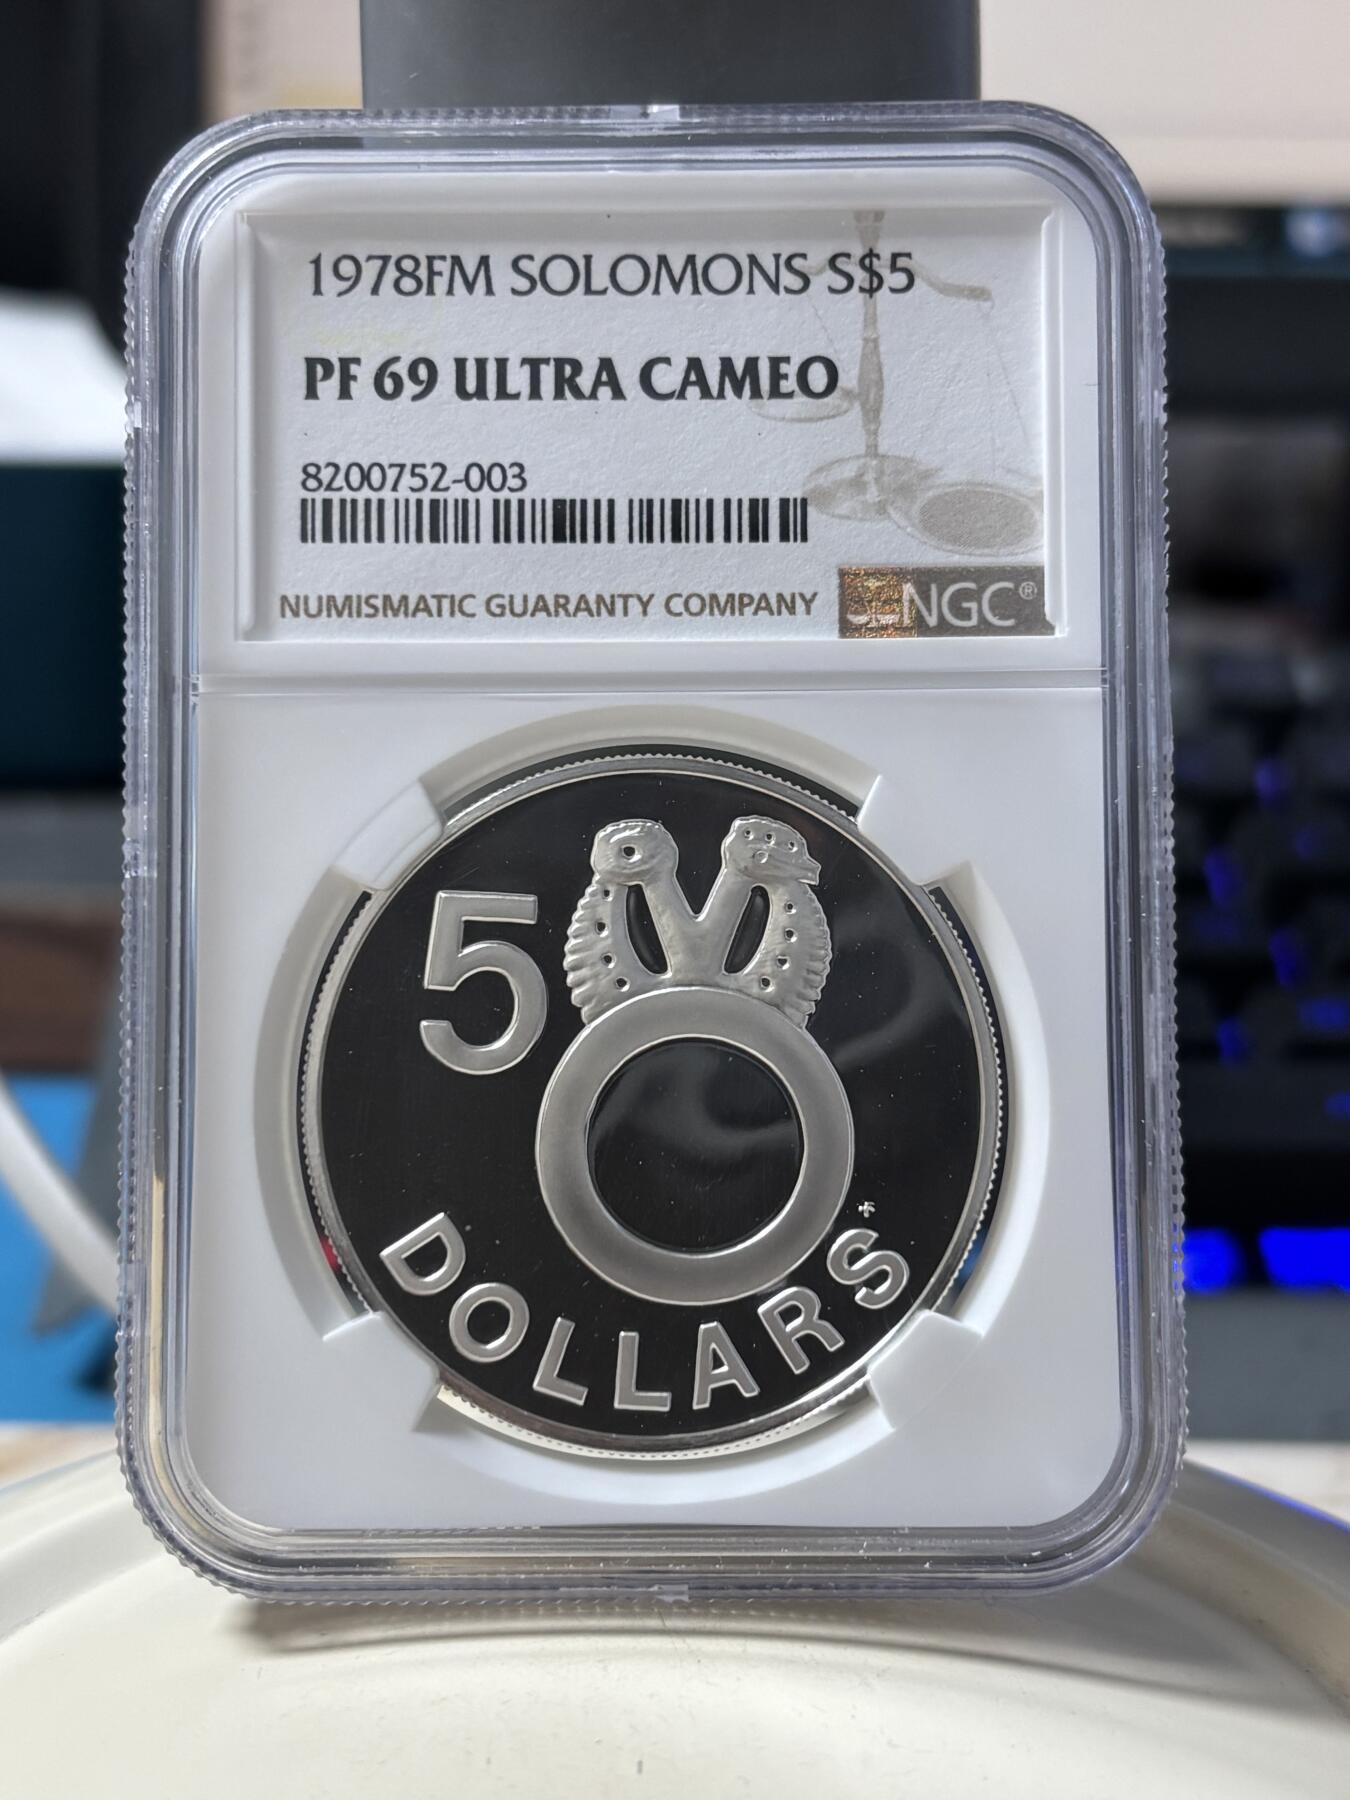 1978FM SOLOMONS S$5
PF 69 ULTRA CAMEO
8200752-003
NUMISMATIC GUARANTY COMPANY
NGC®
5
DOLLARS